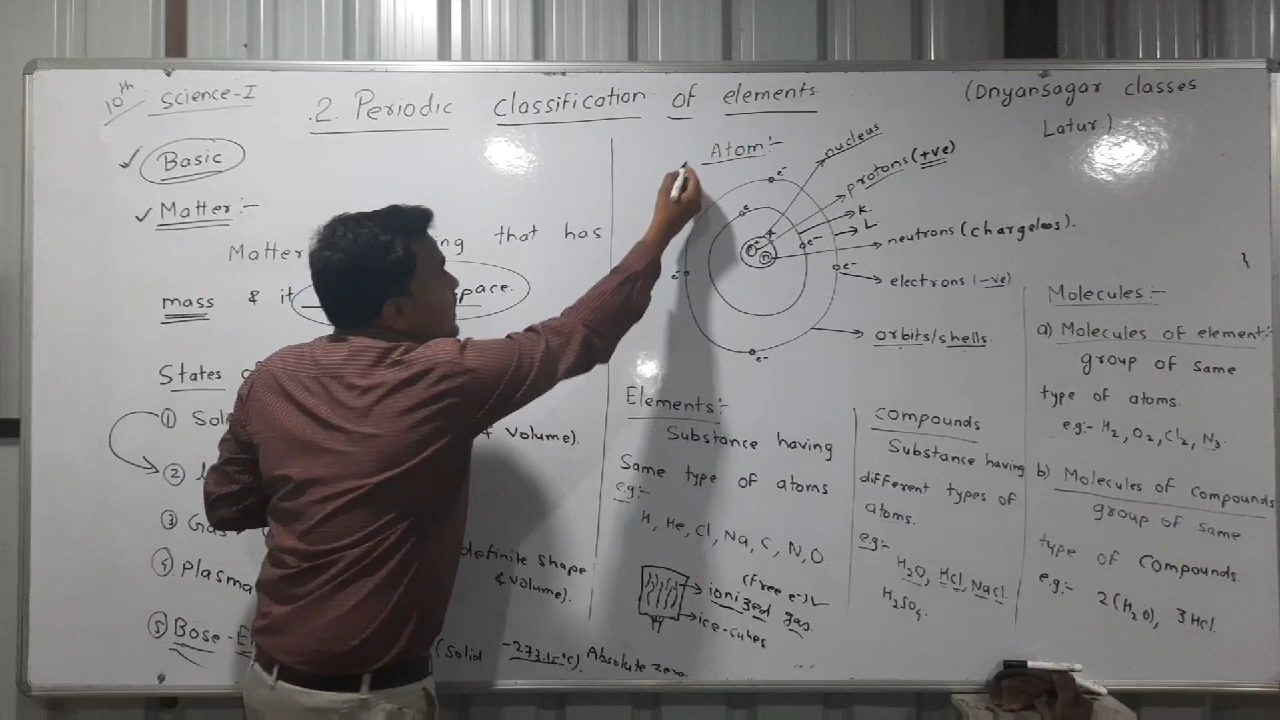 10th Science-I
2. Periodic classification of elements
(Dnyansagar classes
Latur)
✓ Basic
✓ Matter:-
Matter that has
mass & it space.
States
① Sol
②
③ Gas
④ Plasma
⑤ Bose-E
volume).
definite shape
& volume).
(Solid -273.15°C). Absolute zero.
Atom:-
nucleus
protons (+ve)
K.
L.
neutrons (chargeless).
electrons (-ve)
orbits/shells.
e-
e
e-
e-
e-
e-
+
n
Elements:-
Substance having
Same type of atoms
e.g:-
H, He, Cl, Na, C, N, O.
(free e-)
ionized gas
ice-cubes
compounds
Substance having
different types of
atoms.
e.g:-
H2O, HCl, NaCl.
H2SO4.
Molecules:-
a) Molecules of element:-
group of same
type of atoms.
e.g:- H2, O2, Cl2, N3.
b) Molecules of compounds
group of same
type of compounds.
e.g:- 2(H2O), 3HCl.